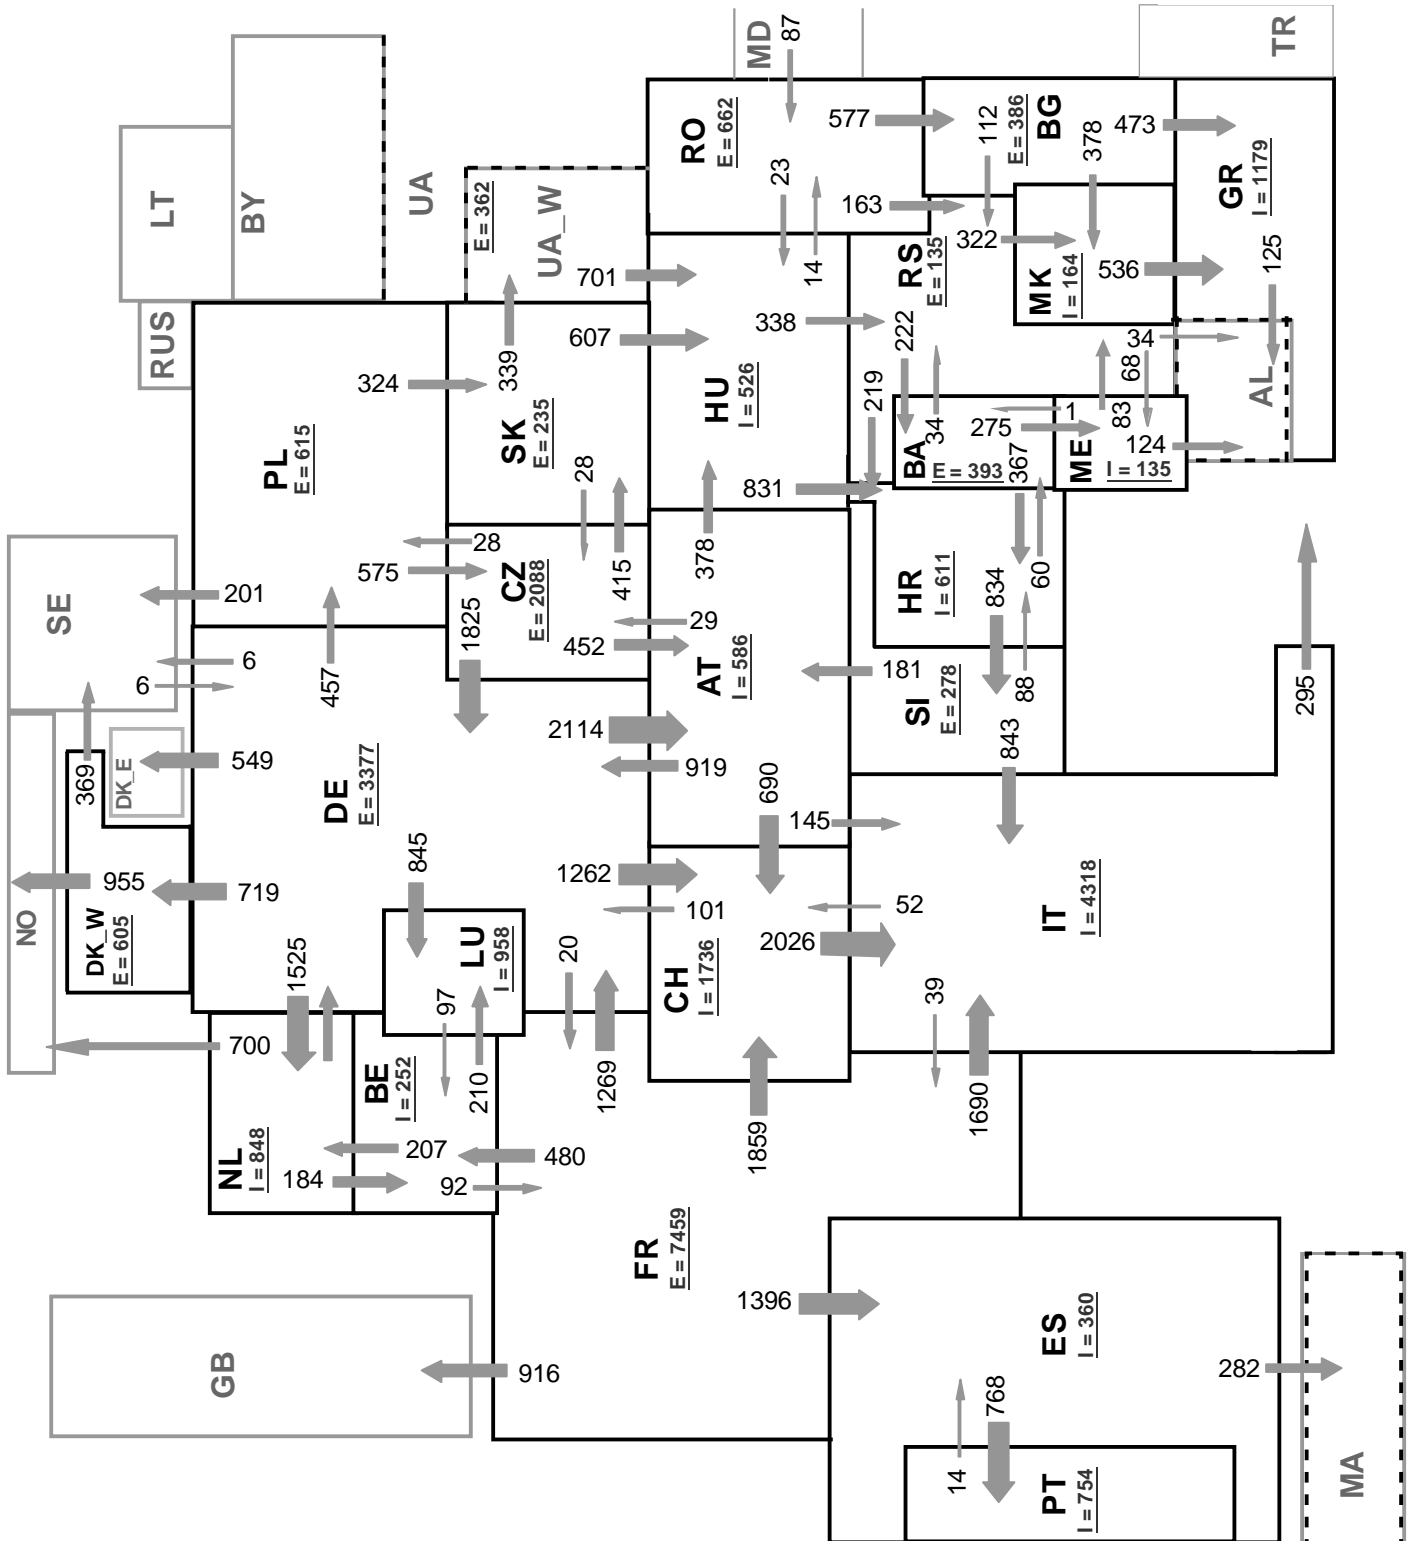 MD
87
TR
LT
BY
UA
E = 362
UA_W
RO
E = 662
577
112
E = 386
BG
378
473
GR
I = 1179
23
14
163
322
RS
E = 135
MK
I = 164
536
125
701
RUS
339
607
338
222
34
68
AL
324
219
34
275
1
83
124
PL
E = 615
SK
E = 235
28
HU
I = 526
831
BA
E = 393
367
ME
I = 135
28
575
CZ
E = 2088
415
378
HR
I = 611
834
60
SE
201
1825
29
452
AT
I = 586
181
SI
E = 278
88
6
6
457
295
2114
919
843
369
DK_E
549
DE
E = 3377
690
145
845
1262
101
52
2026
IT
I = 4318
NO
955
719
DK_W
E = 605
1525
LU
I = 958
20
CH
I = 1736
39
97
700
BE
I = 252
210
1269
1859
1690
NL
I = 848
207
184
480
92
FR
E = 7459
1396
ES
I = 360
GB
916
282
768
14
PT
I = 754
MA